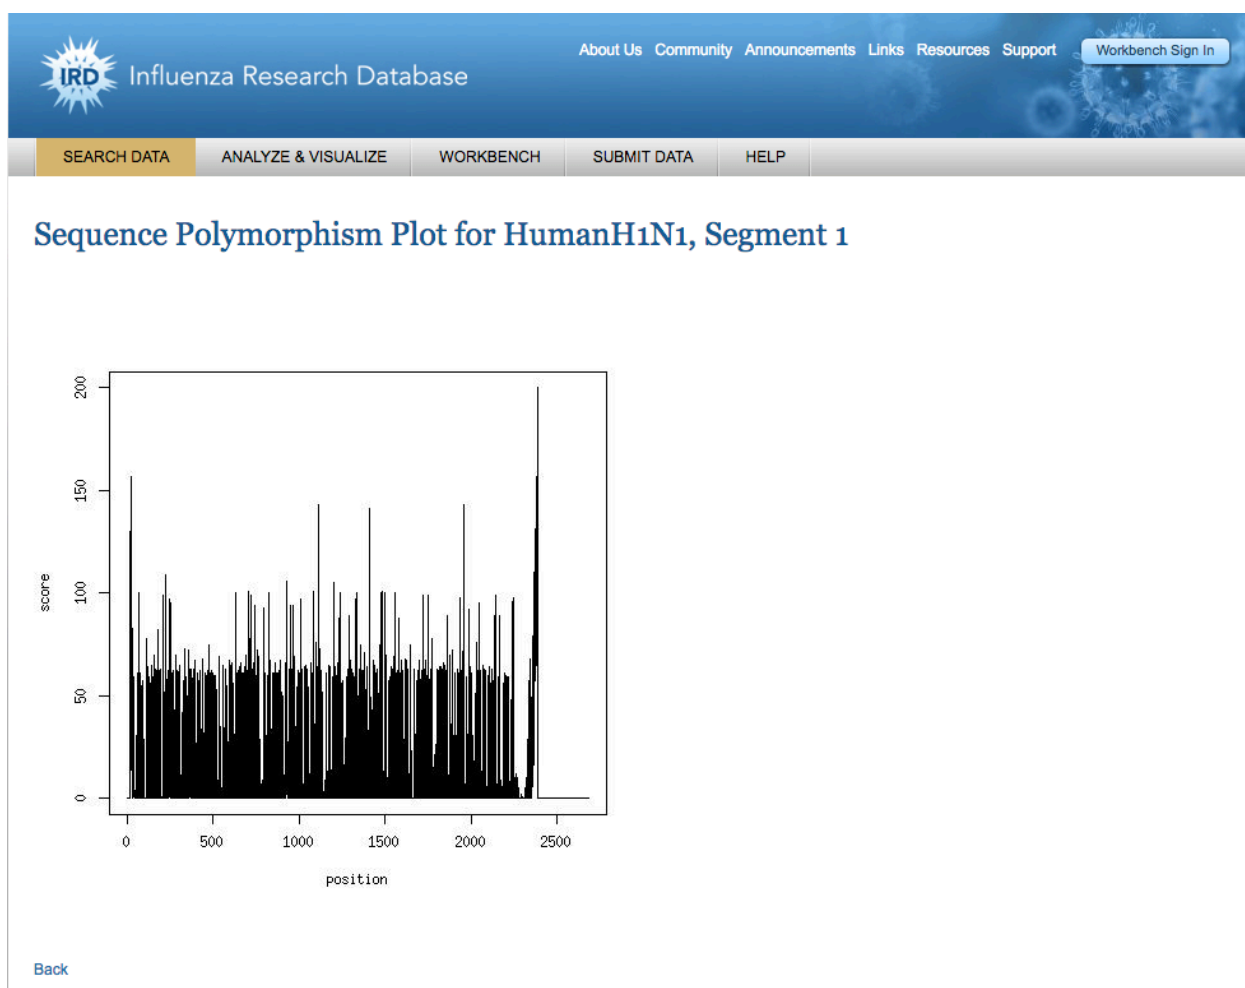 About Us Community Announcements Links Resources Support Workbench Sign In
IRD Influenza Research Database
SEARCH DATA ANALYZE & VISUALIZE WORKBENCH SUBMIT DATA HELP
Sequence Polymorphism Plot for HumanH1N1, Segment 1
200
150
100
50
0
score
0 500 1000 1500 2000 2500
position
Back